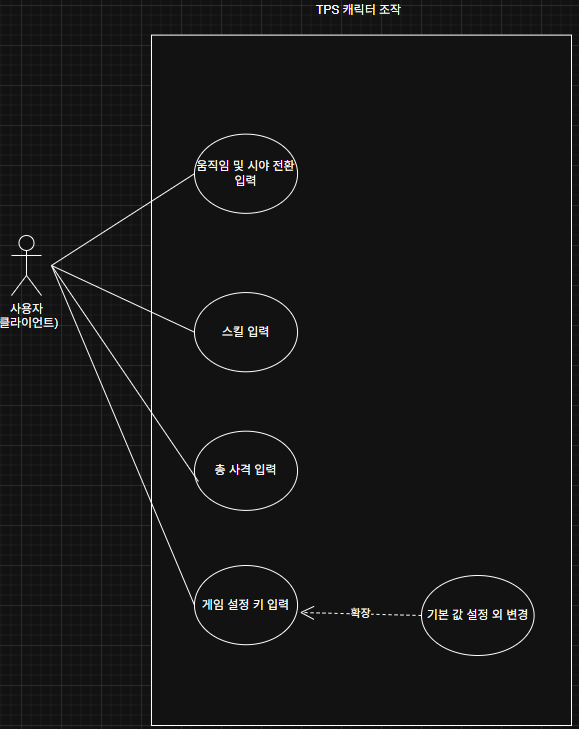 TPS 캐릭터 조작
움직임 및 시야 전환
입력
사용자
클라이언트)
스킬 입력
총 사격 입력
게임 설정 키 입력
확장
기본 값 설정 외 변경